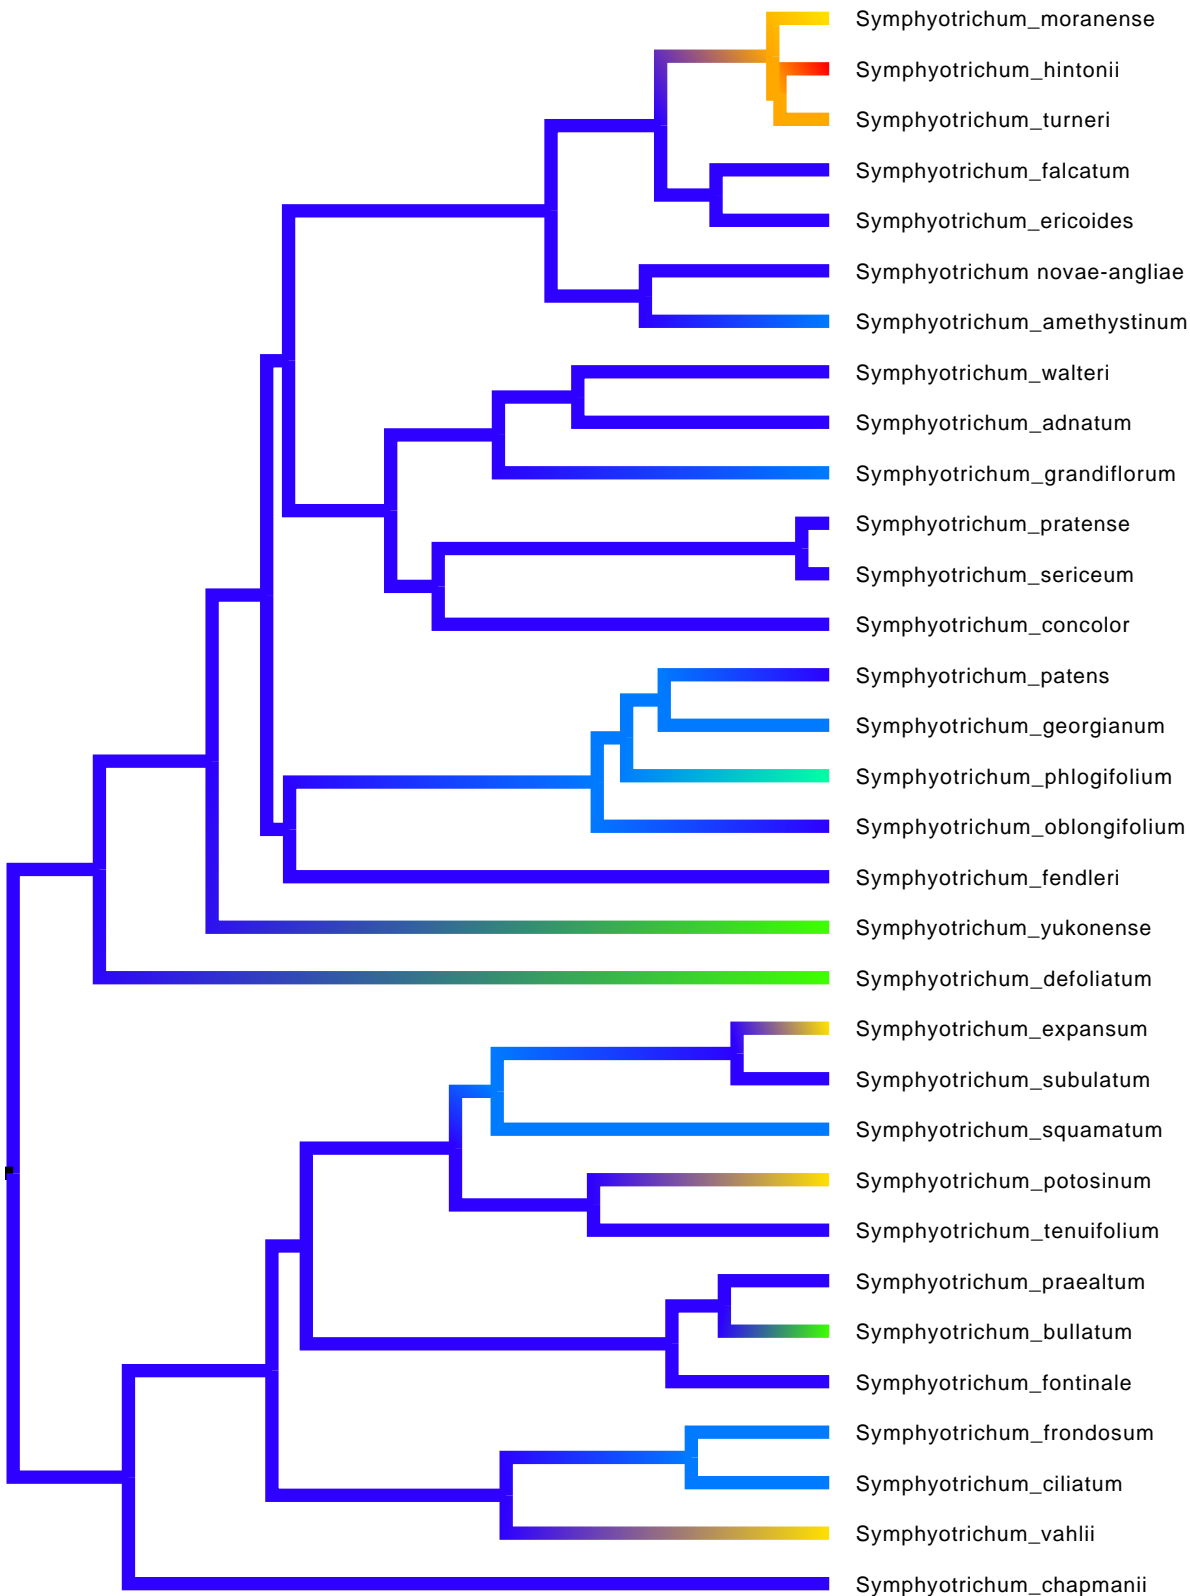 Symphyotrichum_moranense
Symphyotrichum_hintonii
Symphyotrichum_turneri
Symphyotrichum_falcatum
Symphyotrichum_ericoides
Symphyotrichum novae-angliae
Symphyotrichum_amethystinum
Symphyotrichum_walteri
Symphyotrichum_adnatum
Symphyotrichum_grandiflorum
Symphyotrichum_pratense
Symphyotrichum_sericeum
Symphyotrichum_concolor
Symphyotrichum_patens
Symphyotrichum_georgianum
Symphyotrichum_phlogifolium
Symphyotrichum_oblongifolium
Symphyotrichum_fendleri
Symphyotrichum_yukonense
Symphyotrichum_defoliatum
Symphyotrichum_expansum
Symphyotrichum_subulatum
Symphyotrichum_squamatum
Symphyotrichum_potosinum
Symphyotrichum_tenuifolium
Symphyotrichum_praealtum
Symphyotrichum_bullatum
Symphyotrichum_fontinale
Symphyotrichum_frondosum
Symphyotrichum_ciliatum
Symphyotrichum_vahlii
Symphyotrichum_chapmanii